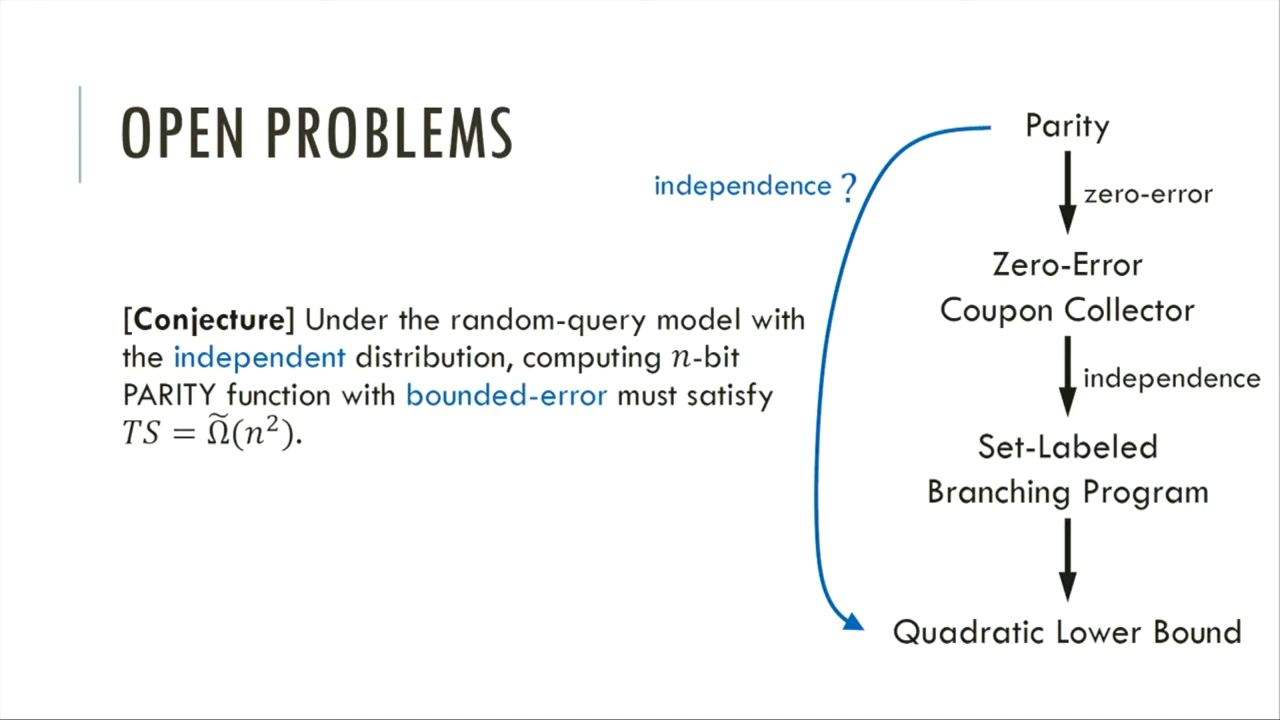 OPEN PROBLEMS
[Conjecture] Under the random-query model with
the independent distribution, computing n-bit
PARITY function with bounded-error must satisfy
TS = Ω̃(n²).
independence ?
Parity
zero-error
Zero-Error
Coupon Collector
independence
Set-Labeled
Branching Program
Quadratic Lower Bound